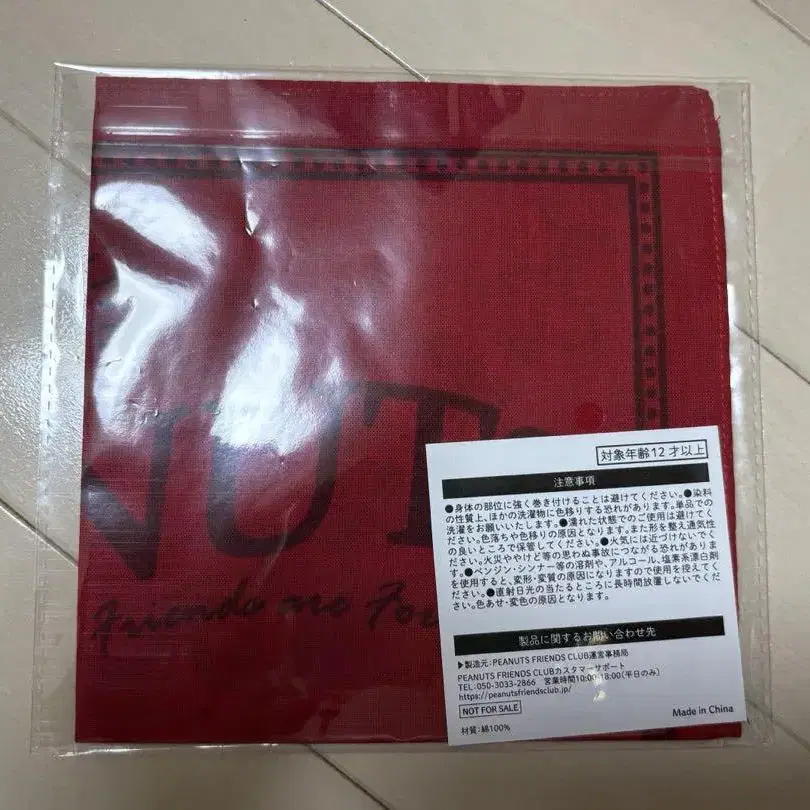 NUTS
Friends are For
対象年齢12才以上
注意事項
●身体の部位に強く巻き付けることは避けてください。●染料
の性質上、ほかの洗濯物に色移りする恐れがあります。単品での
洗濯をお願いいたします。●濡れた状態でのご使用は避けてく
ださい。色落ちや色移りの原因となります。また形を整え通気性
の良いところで保管してください。●火気には近づけないでく
ださい。火災ややけど等の思わぬ事故につながる恐れがありま
す。●ベンジン・シンナー等の溶剤や、アルコール、塩素系漂白剤
を使用すると、変形・変質の原因になりますので使用を控えてく
ださい。●直射日光の当たるところに長時間放置しないでくだ
さい。色あせ・変色の原因となります。
製品に関するお問い合わせ先
▶製造元:PEANUTS FRIENDS CLUB運営事務局
PEANUTS FRIENDS CLUBカスタマーサポート
TEL:050-3033-2866 営業時間10:00-18:00(平日のみ)
https://peanutsfriendsclub.jp/
NOT FOR SALE
Made in China
材質:綿100%